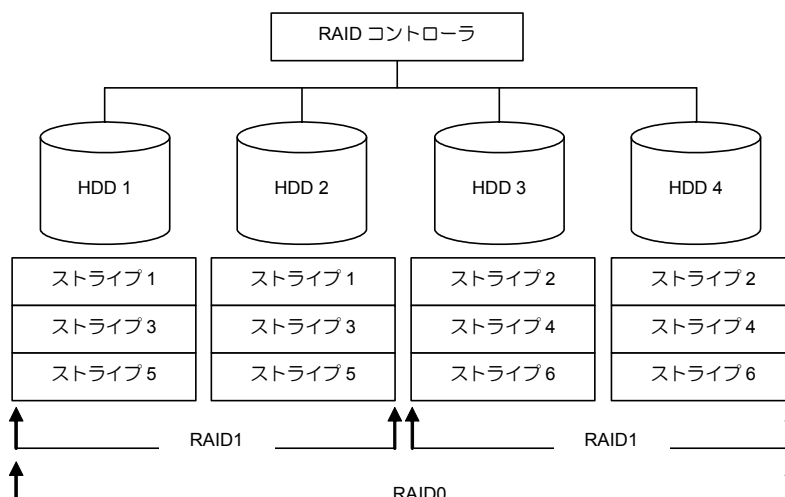 RAID コントローラ
HDD 1 HDD 2 HDD 3 HDD 4
ストライプ 1 ストライプ 1 ストライプ 2 ストライプ 2
ストライプ 3 ストライプ 3 ストライプ 4 ストライプ 4
ストライプ 5 ストライプ 5 ストライプ 6 ストライプ 6
RAID1 RAID1
RAID0